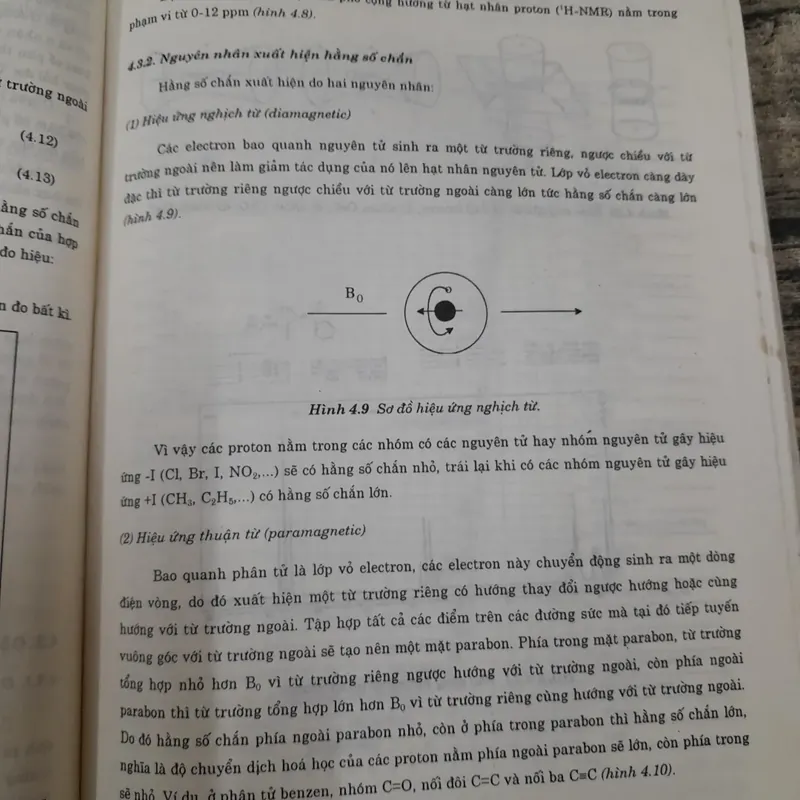 trường ngoài
(4.12)
(4.13)
hằng số chắn
chắn của hợp
đo hiệu:
đo bất kì.
cộng hưởng từ hạt nhân proton (¹H-NMR) nằm trong
phạm vi từ 0-12 ppm (hình 4.8).
4.3.2. Nguyên nhân xuất hiện hằng số chắn
Hằng số chắn xuất hiện do hai nguyên nhân:
(1) Hiệu ứng nghịch từ (diamagnetic)
Các electron bao quanh nguyên tử sinh ra một từ trường riêng, ngược chiều với từ
trường ngoài nên làm giảm tác dụng của nó lên hạt nhân nguyên tử. Lớp vỏ electron càng dày
đặc thì từ trường riêng ngược chiều với từ trường ngoài càng lớn tức hằng số chắn càng lớn
(hình 4.9).
B₀
Hình 4.9 Sơ đồ hiệu ứng nghịch từ.
Vì vậy các proton nằm trong các nhóm có các nguyên tử hay nhóm nguyên tử gây hiệu
ứng -I (Cl, Br, I, NO₂,...) sẽ có hằng số chắn nhỏ, trái lại khi có các nhóm nguyên tử gây hiệu
ứng +I (CH₃, C₂H₅,...) có hằng số chắn lớn.
(2) Hiệu ứng thuận từ (paramagnetic)
Bao quanh phân tử là lớp vỏ electron, các electron này chuyển động sinh ra một dòng
điện vòng, do đó xuất hiện một từ trường riêng có hướng thay đổi ngược hướng hoặc cùng
hướng với từ trường ngoài. Tập hợp tất cả các điểm trên các đường sức mà tại đó tiếp tuyến
vuông góc với từ trường ngoài sẽ tạo nên một mặt parabon. Phía trong mặt parabon, từ trường
tổng hợp nhỏ hơn B₀ vì từ trường riêng ngược hướng với từ trường ngoài, còn phía ngoài
parabon thì từ trường tổng hợp lớn hơn B₀ vì từ trường riêng cùng hướng với từ trường ngoài.
Do đó hằng số chắn phía ngoài parabon nhỏ, còn ở phía trong parabon thì hằng số chắn lớn,
nghĩa là độ chuyển dịch hoá học của các proton nằm phía ngoài parabon sẽ lớn, còn phía trong
sẽ nhỏ. Ví dụ, ở phân tử benzen, nhóm C=O, nối đôi C=C và nối ba C≡C (hình 4.10).